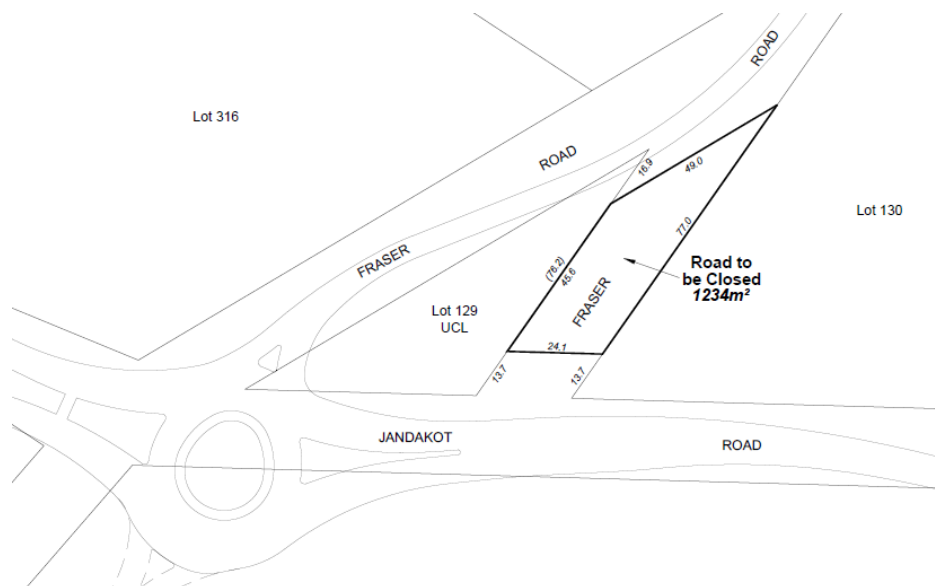 ROAD
Lot 316
ROAD
16.9
49.0
Lot 130
77.0
FRASER
Road to
be Closed
1234m²
(76.2)
45.6
FRASER
Lot 129
UCL
24.1
13.7
13.7
JANDAKOT
ROAD